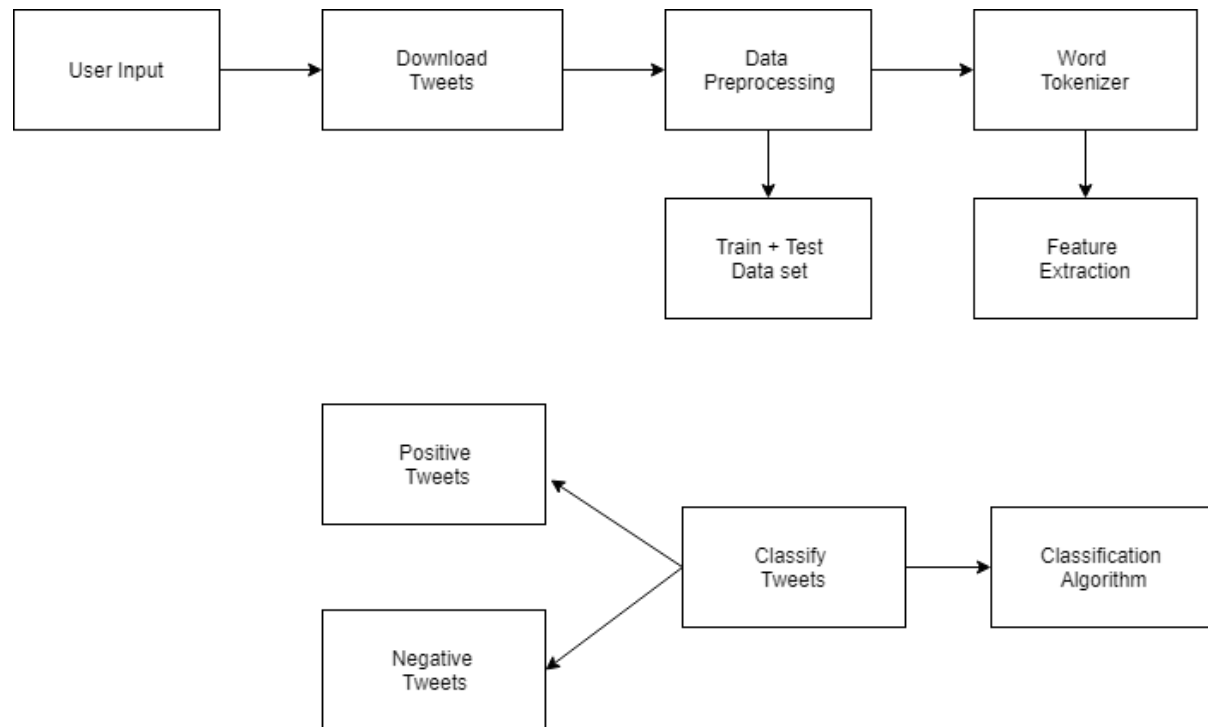 User Input
Download
Tweets
Data
Preprocessing
Word
Tokenizer
Train + Test
Data set
Feature
Extraction
Positive
Tweets
Classify
Tweets
Classification
Algorithm
Negative
Tweets